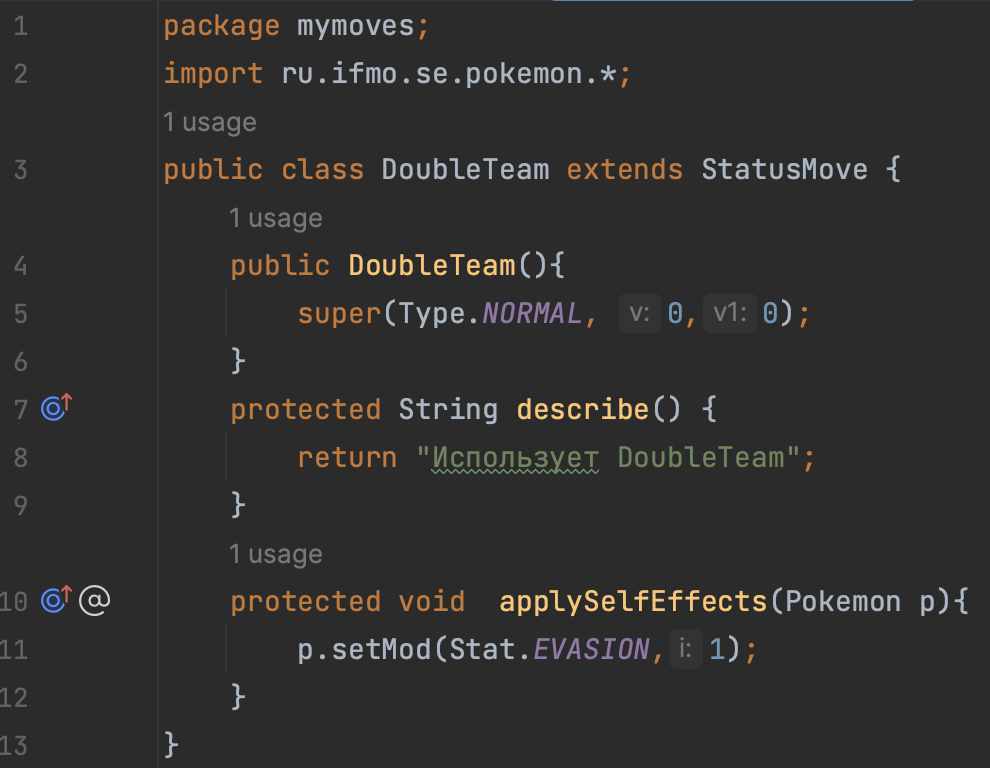 1 package mymoves;
2 import ru.ifmo.se.pokemon.*;
1 usage
3 public class DoubleTeam extends StatusMove {
1 usage
4 public DoubleTeam(){
5 super(Type.NORMAL, v: 0, v1: 0);
6 }
7 protected String describe() {
8 return "Использует DoubleTeam";
9 }
1 usage
10 @ protected void  applySelfEffects(Pokemon p){
11 p.setMod(Stat.EVASION, i: 1);
12 }
13 }